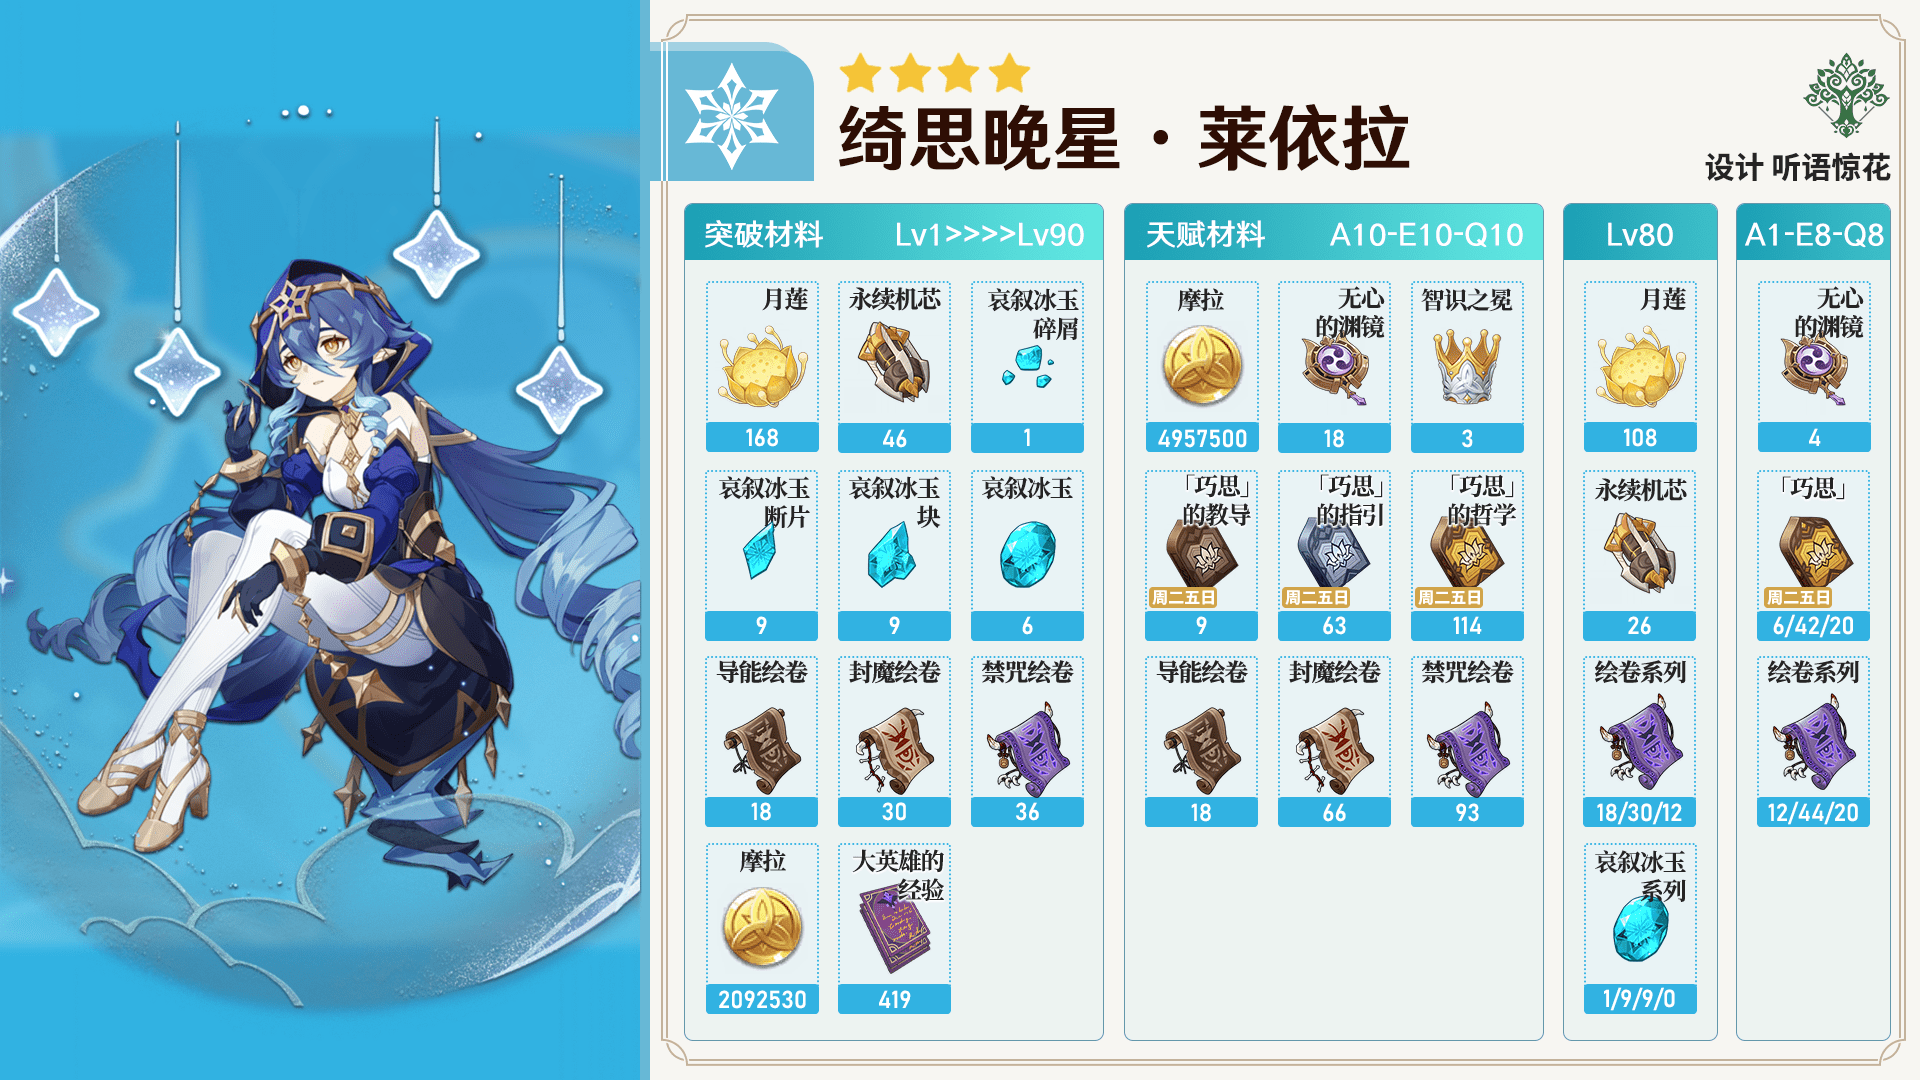 绮思晚星·莱依拉
设计 听语惊花
突破材料 Lv1>>>>Lv90
月莲
168
永续机芯
46
哀叙冰玉
碎屑
1
哀叙冰玉
断片
9
哀叙冰玉
块
9
哀叙冰玉
6
导能绘卷
18
封魔绘卷
30
禁咒绘卷
36
摩拉
2092530
大英雄的
经验
419
天赋材料 A10-E10-Q10
摩拉
4957500
无心
的渊镜
18
智识之冕
3
「巧思」
的教导
周二五日
9
「巧思」
的指引
周二五日
63
「巧思」
的哲学
周二五日
114
导能绘卷
18
封魔绘卷
66
禁咒绘卷
93
Lv80
月莲
108
永续机芯
26
绘卷系列
18/30/12
哀叙冰玉
系列
1/9/9/0
A1-E8-Q8
无心
的渊镜
4
「巧思」
周二五日
6/42/20
绘卷系列
12/44/20